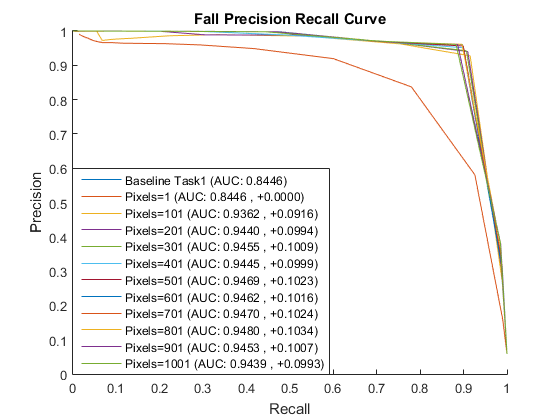 Fall Precision Recall Curve
Precision
1
0.9
0.8
0.7
0.6
0.5
0.4
0.3
0.2
0.1
0
Baseline Task1 (AUC: 0.8446)
Pixels=1 (AUC: 0.8446 , +0.0000)
Pixels=101 (AUC: 0.9362 , +0.0916)
Pixels=201 (AUC: 0.9440 , +0.0994)
Pixels=301 (AUC: 0.9455 , +0.1009)
Pixels=401 (AUC: 0.9445 , +0.0999)
Pixels=501 (AUC: 0.9469 , +0.1023)
Pixels=601 (AUC: 0.9462 , +0.1016)
Pixels=701 (AUC: 0.9470 , +0.1024)
Pixels=801 (AUC: 0.9480 , +0.1034)
Pixels=901 (AUC: 0.9453 , +0.1007)
Pixels=1001 (AUC: 0.9439 , +0.0993)
0 0.1 0.2 0.3 0.4 0.5 0.6 0.7 0.8 0.9 1
Recall